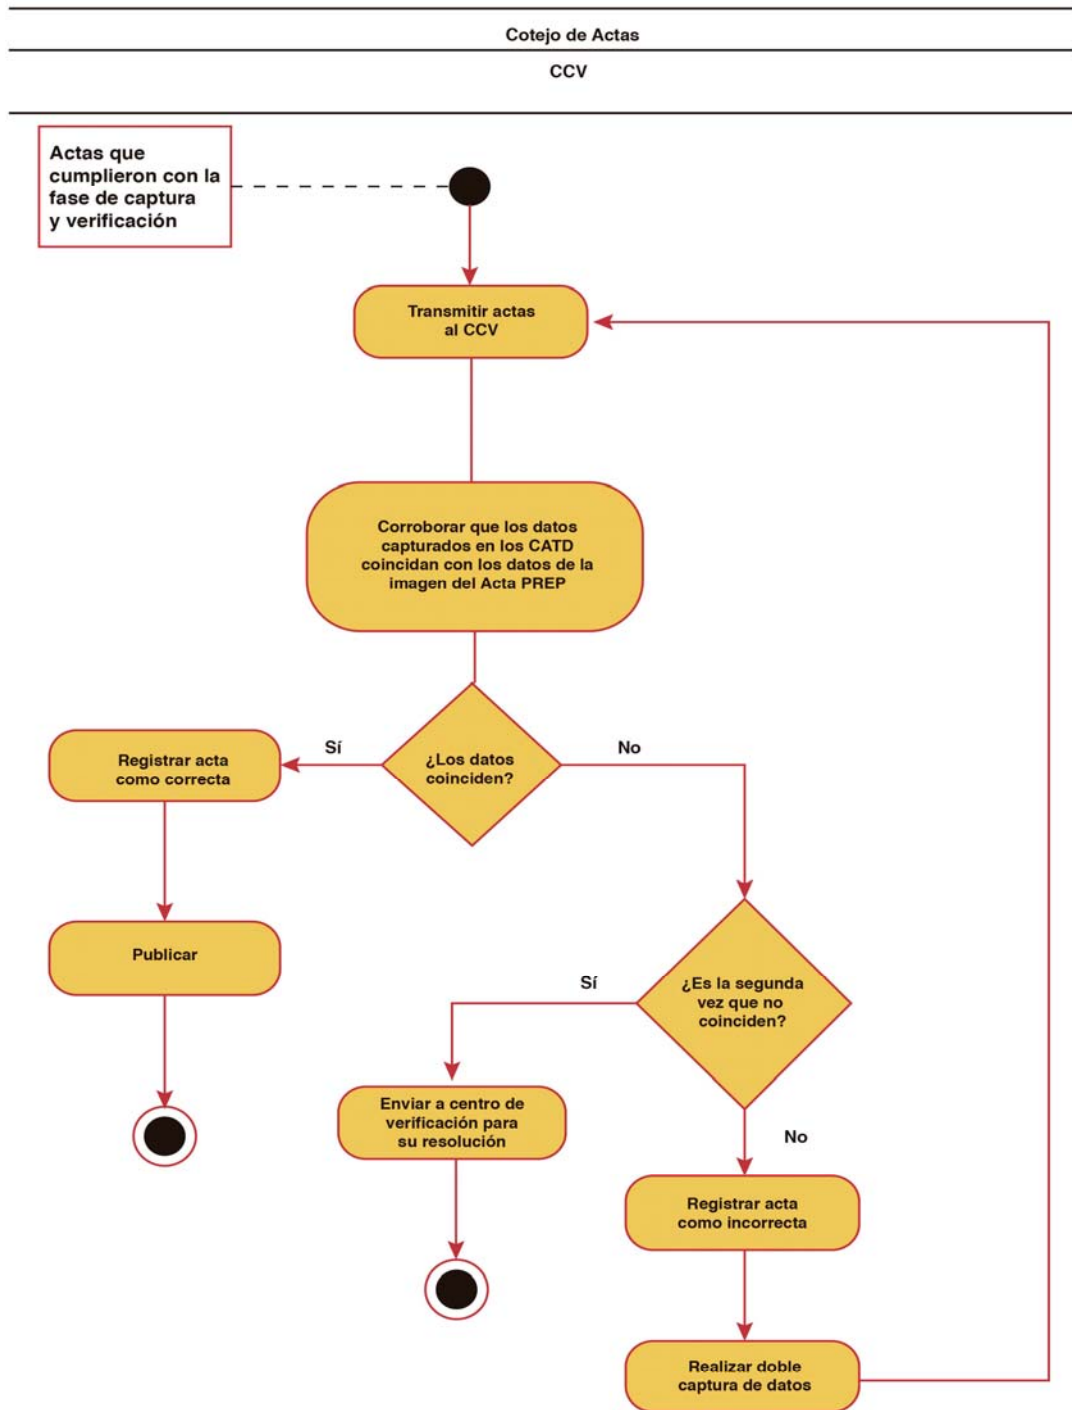 Cotejo de Actas
CCV
Actas que
cumplieron con la
fase de captura
y verificación
Transmitir actas
al CCV
Corroborar que los datos
capturados en los CATD
coincidan con los datos de la
imagen del Acta PREP
¿Los datos
coinciden?
Sí
No
Registrar acta
como correcta
Publicar
¿Es la segunda
vez que no
coinciden?
Sí
No
Enviar a centro de
verificación para
su resolución
Registrar acta
como incorrecta
Realizar doble
captura de datos